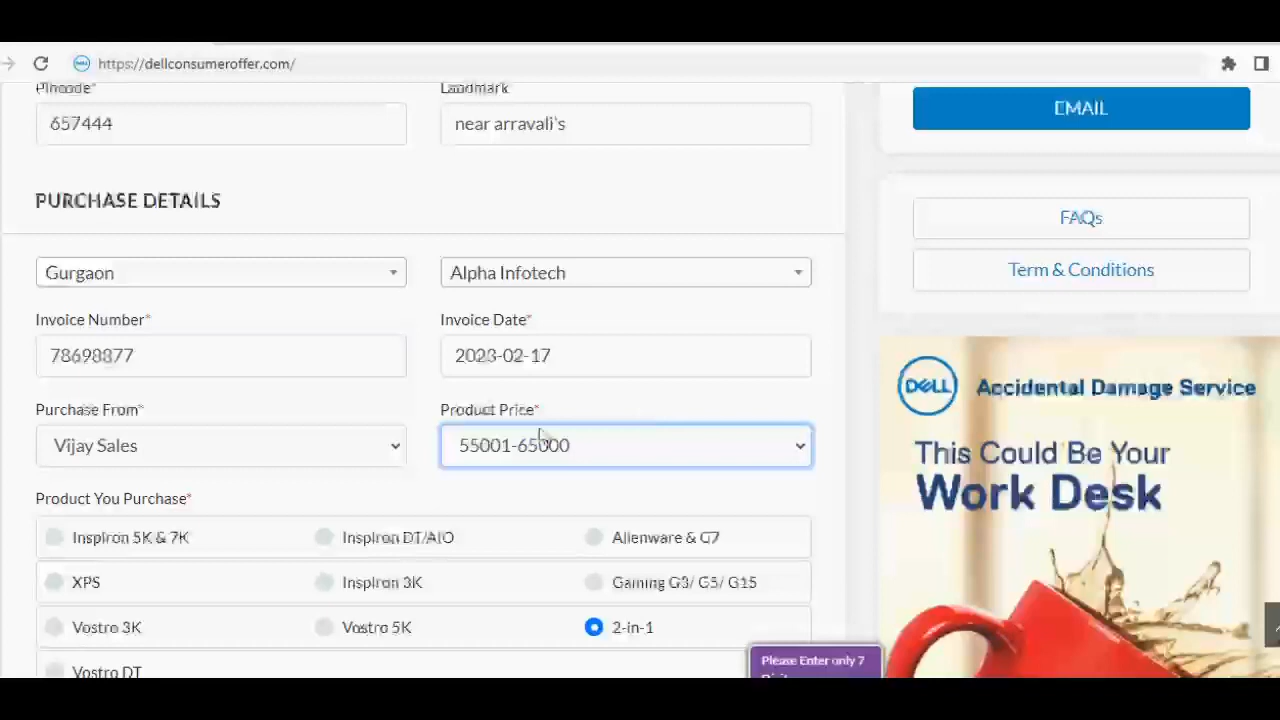 https://dellconsumeroffer.com/
Pincode*
Landmark
EMAIL
657444
near arravali's
PURCHASE DETAILS
FAQs
Gurgaon
Alpha Infotech
Term & Conditions
Invoice Number*
Invoice Date*
78698877
2023-02-17
DELL Accidental Damage Service
Purchase From*
Product Price*
Vijay Sales
55001-65000
This Could Be Your
Work Desk
Product You Purchase*
Inspiron 5K & 7K
Inspiron DT/AIO
Alienware & G7
XPS
Inspiron 3K
Gaming G3/ G5/ G15
Vostro 3K
Vostro 5K
2-in-1
Please Enter only 7
Vostro DT